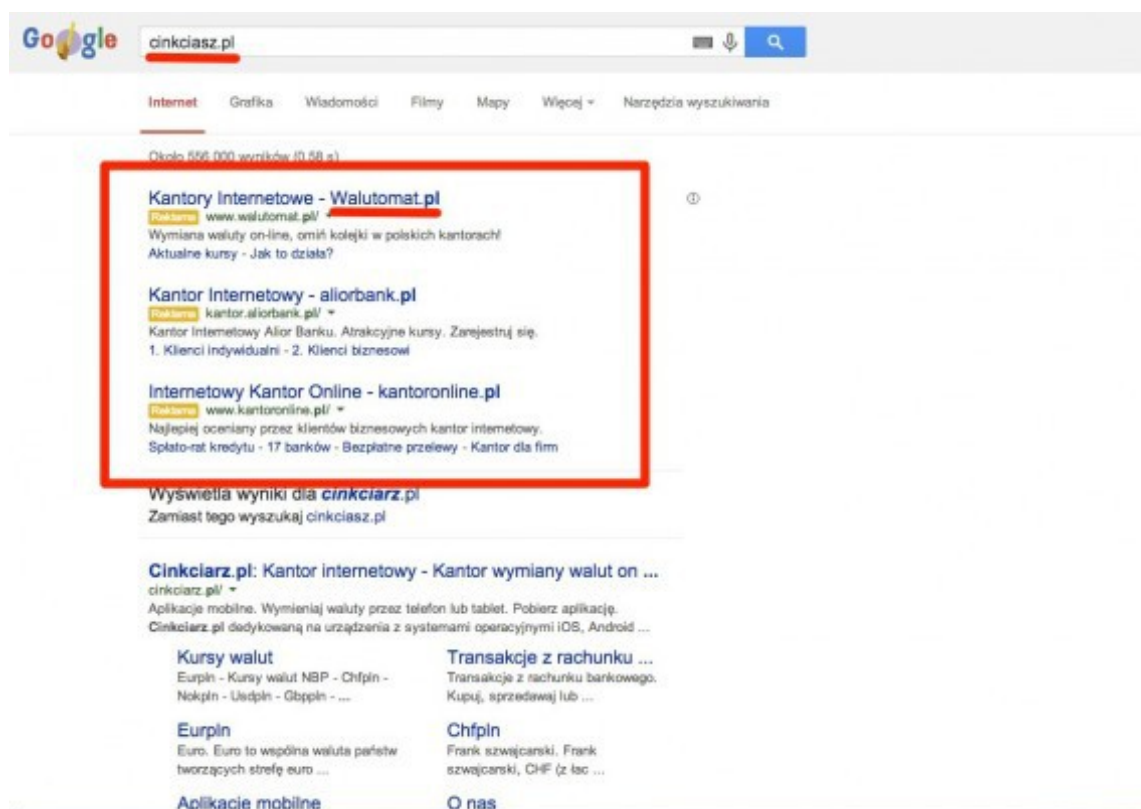 Google
cinkciasz.pl
Internet Grafika Wiadomości Filmy Mapy Więcej Narzędzia wyszukiwania
Około 556 000 wyników (0,58 s)
Kantory Internetowe - Walutomat.pl
Reklama www.walutomat.pl/
Wymiana waluty on-line, omiń kolejki w polskich kantorach!
Aktualne kursy - Jak to działa?
Kantor Internetowy - aliorbank.pl
Reklama kantor.aliorbank.pl/
Kantor Internetowy Alior Banku. Atrakcyjne kursy. Zarejestruj się.
1. Klienci indywidualni - 2. Klienci biznesowi
Internetowy Kantor Online - kantoronline.pl
Reklama www.kantoronline.pl/
Najlepiej oceniany przez klientów biznesowych kantor internetowy.
Spłato-rat kredytu - 17 banków - Bezpłatne przelewy - Kantor dla firm
Wyświetla wyniki dla cinkciarz.pl
Zamiast tego wyszukaj cinkciasz.pl
Cinkciarz.pl: Kantor internetowy - Kantor wymiany walut on ...
cinkciarz.pl/
Aplikacje mobilne. Wymieniaj waluty przez telefon lub tablet. Pobierz aplikację.
Cinkciarz.pl dedykowaną na urządzenia z systemami operacyjnymi iOS, Android ...
Kursy walut Transakcje z rachunku ...
Eurpln - Kursy walut NBP - Chfpln - Transakcje z rachunku bankowego.
Nokpln - Usdpln - Gbppln - ... Kupuj, sprzedawaj lub ...
Eurpln Chfpln
Euro. Euro to wspólna waluta państw Frank szwajcarski. Frank
tworzących strefę euro ... szwajcarski, CHF (z łac ...
Aplikacje mobilne O nas